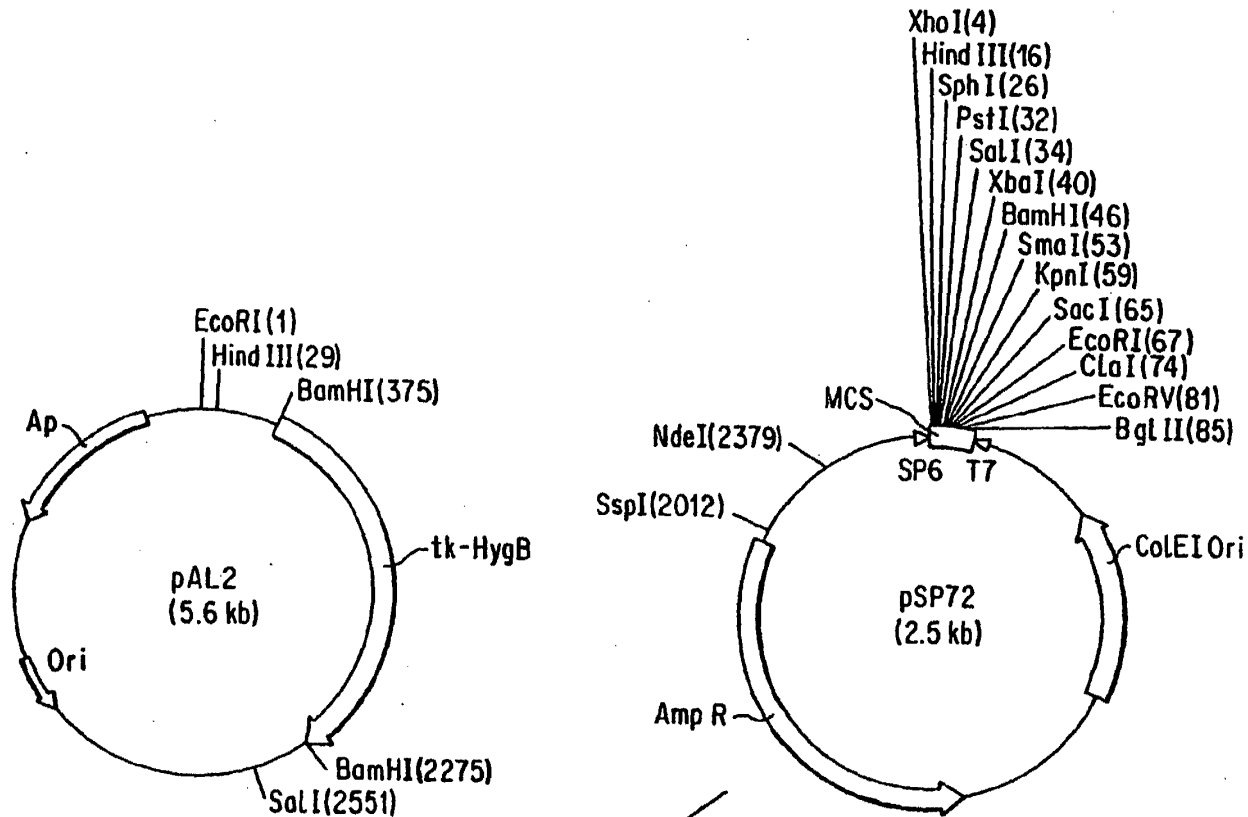 EcoRI(1)
Hind III(29)
BamHI(375)
Ap
tk-HygB
pAL2
(5.6 kb)
Ori
BamHI(2275)
SalI(2551)
XhoI(4)
Hind III(16)
SphI(26)
PstI(32)
SalI(34)
XbaI(40)
BamHI(46)
SmaI(53)
KpnI(59)
SacI(65)
EcoRI(67)
ClaI(74)
EcoRV(81)
BglII(85)
MCS
NdeI(2379)
SP6 T7
SspI(2012)
ColEI Ori
pSP72
(2.5 kb)
Amp R